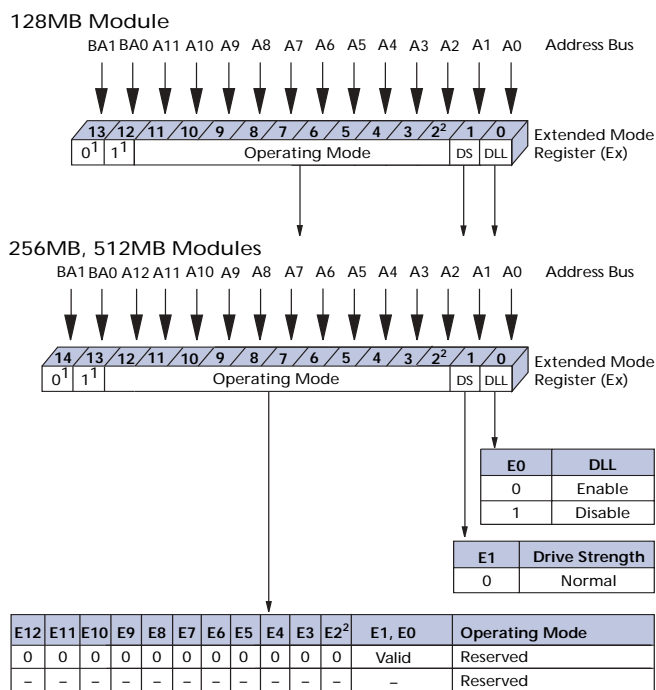 128MB Module
BA1 BA0 A11 A10 A9 A8 A7 A6 A5 A4 A3 A2 A1 A0 Address Bus
13 12 11 10 9 8 7 6 5 4 3 2² 1 0
0¹ 1¹ Operating Mode DS DLL
Extended Mode
Register (Ex)
256MB, 512MB Modules
BA1 BA0 A12 A11 A10 A9 A8 A7 A6 A5 A4 A3 A2 A1 A0 Address Bus
14 13 12 11 10 9 8 7 6 5 4 3 2² 1 0
0¹ 1¹ Operating Mode DS DLL
Extended Mode
Register (Ex)
E0 DLL
0 Enable
1 Disable
E1 Drive Strength
0 Normal
E12 E11 E10 E9 E8 E7 E6 E5 E4 E3 E2² E1, E0 Operating Mode
0 0 0 0 0 0 0 0 0 0 0 Valid Reserved
– – – – – – – – – – – – Reserved